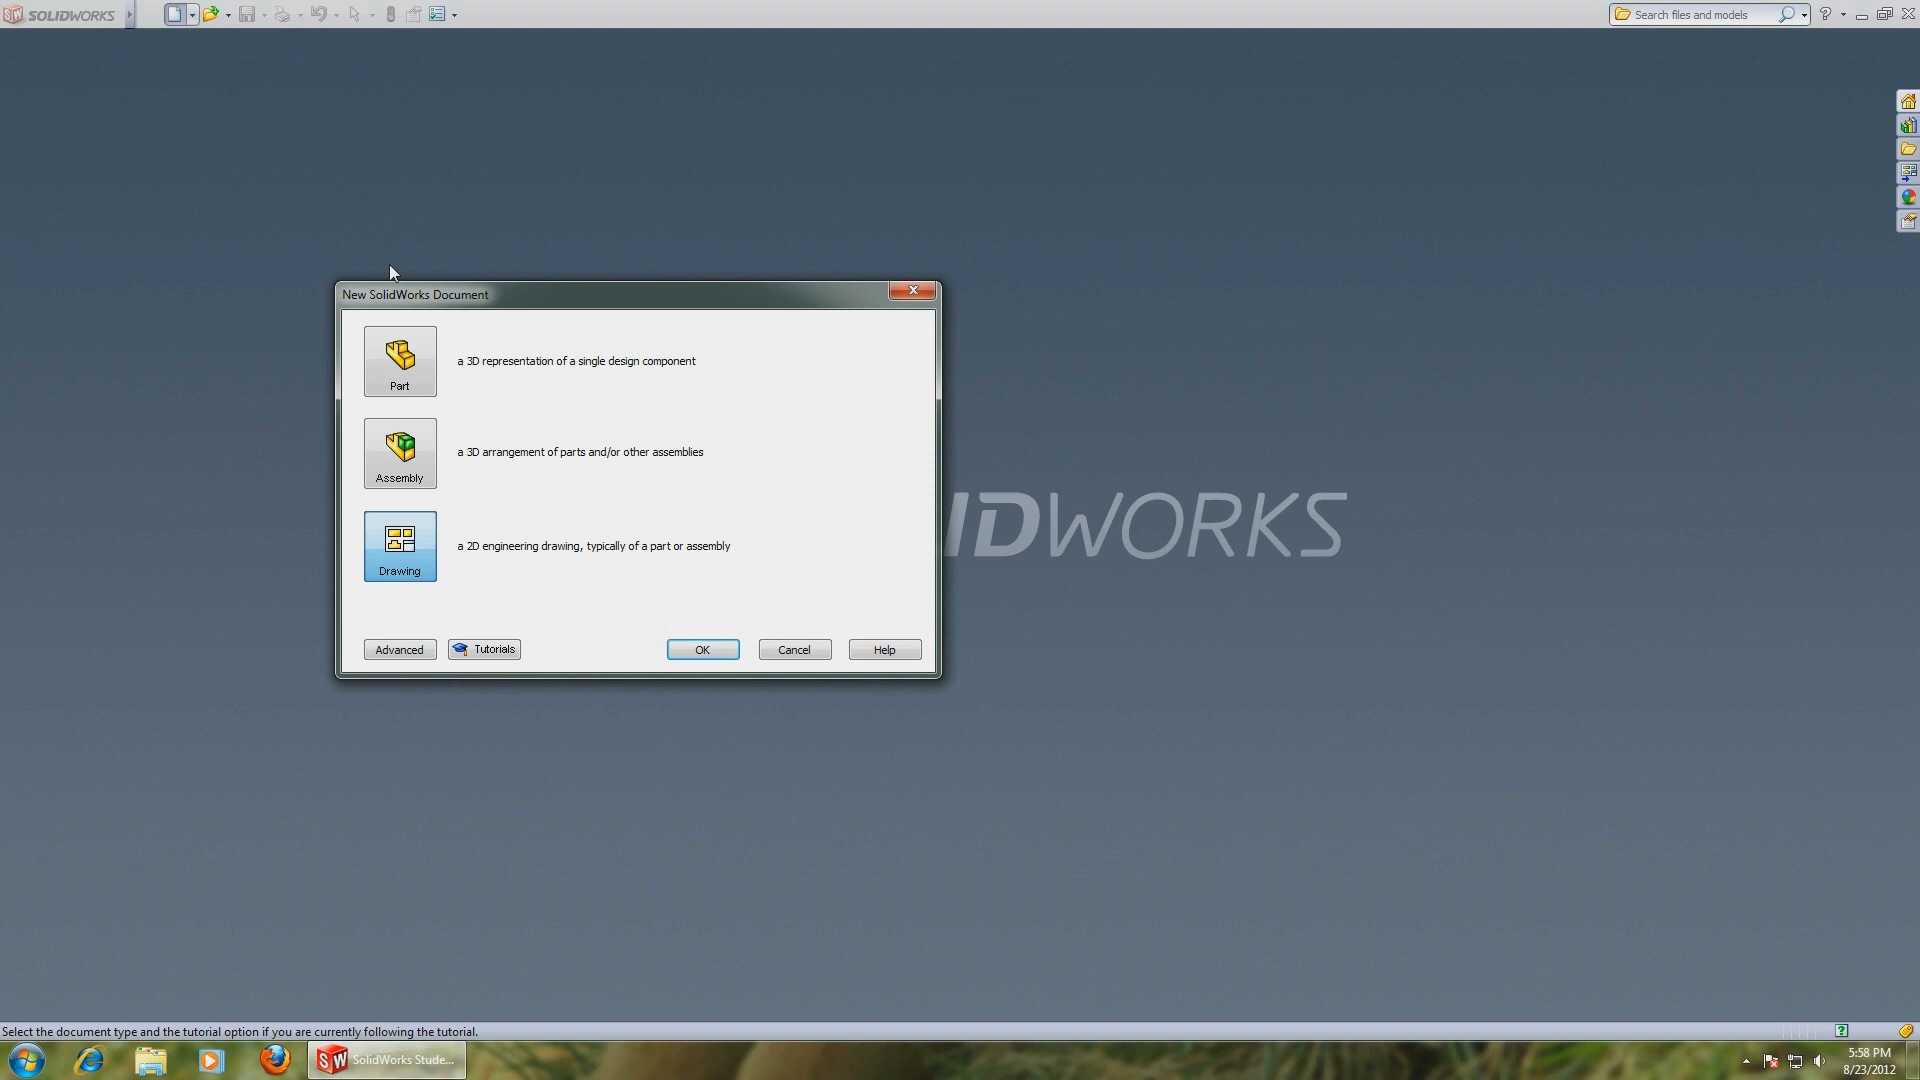 SW SOLIDWORKS
Search files and models
?
New SolidWorks Document
Part
a 3D representation of a single design component
Assembly
a 3D arrangement of parts and/or other assemblies
Drawing
a 2D engineering drawing, typically of a part or assembly
IDWORKS
Advanced
Tutorials
OK
Cancel
Help
Select the document type and the tutorial option if you are currently following the tutorial.
?
SW SolidWorks Stude...
5:58 PM
8/23/2012